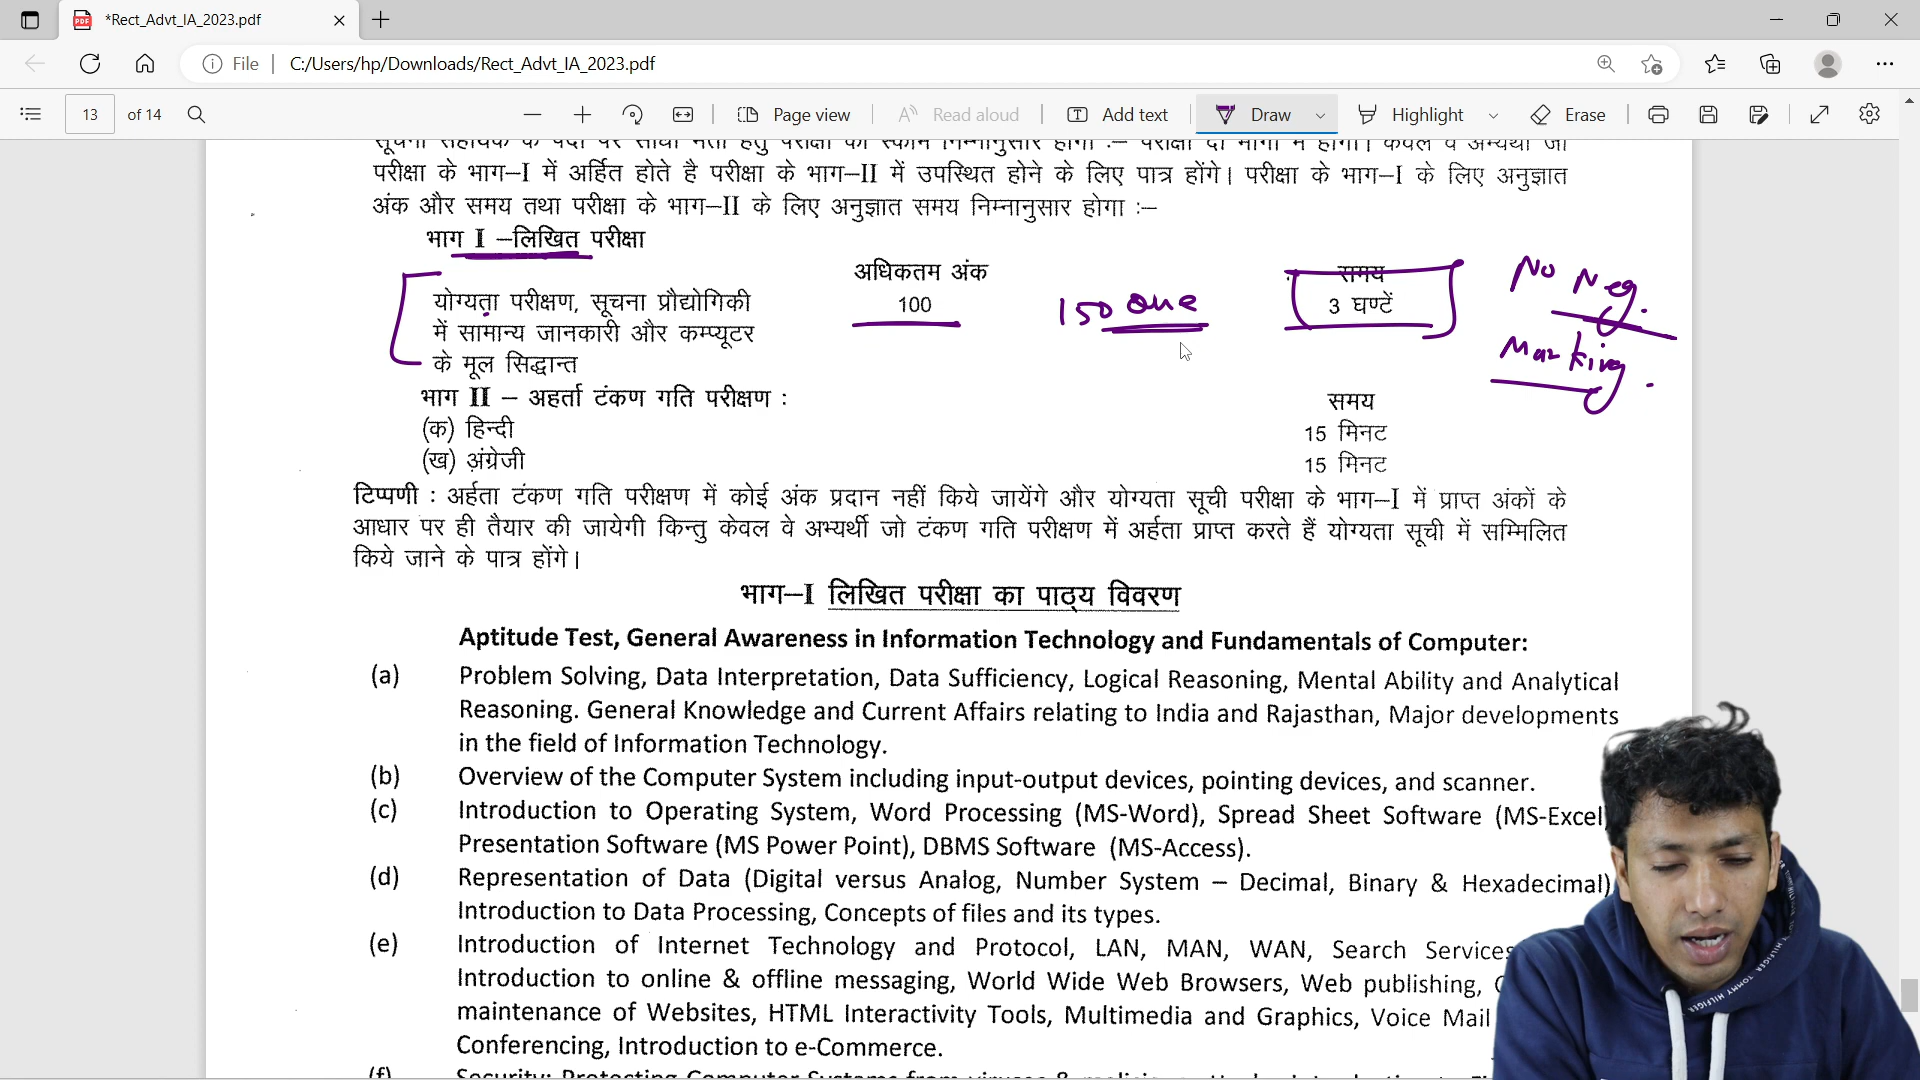 *Rect_Advt_IA_2023.pdf
File
C:/Users/hp/Downloads/Rect_Advt_IA_2023.pdf
13 of 14
Page view
Read aloud
Add text
Draw
Highlight
Erase
परीक्षा के भाग–I में अर्हित होते है परीक्षा के भाग–II में उपस्थित होने के लिए पात्र होंगे। परीक्षा के भाग–I के लिए अनुज्ञात
अंक और समय तथा परीक्षा के भाग–II के लिए अनुज्ञात समय निम्नानुसार होगा :–
भाग I –लिखित परीक्षा
अधिकतम अंक
समय
No Neg.
योग्यता परीक्षण, सूचना प्रौद्योगिकी
100
150 Que
3 घण्टें
में सामान्य जानकारी और कम्प्यूटर
Marking.
के मूल सिद्धान्त
भाग II – अहर्ता टंकण गति परीक्षण :
समय
(क) हिन्दी
15 मिनट
(ख) अंग्रेजी
15 मिनट
टिप्पणी : अर्हता टंकण गति परीक्षण में कोई अंक प्रदान नहीं किये जायेंगे और योग्यता सूची परीक्षा के भाग–I में प्राप्त अंकों के
आधार पर ही तैयार की जायेगी किन्तु केवल वे अभ्यर्थी जो टंकण गति परीक्षण में अर्हता प्राप्त करते हैं योग्यता सूची में सम्मिलित
किये जाने के पात्र होंगे।
भाग–I लिखित परीक्षा का पाठ्य विवरण
Aptitude Test, General Awareness in Information Technology and Fundamentals of Computer:
(a) Problem Solving, Data Interpretation, Data Sufficiency, Logical Reasoning, Mental Ability and Analytical
Reasoning. General Knowledge and Current Affairs relating to India and Rajasthan, Major developments
in the field of Information Technology.
(b) Overview of the Computer System including input-output devices, pointing devices, and scanner.
(c) Introduction to Operating System, Word Processing (MS-Word), Spread Sheet Software (MS-Excel
Presentation Software (MS Power Point), DBMS Software (MS-Access).
(d) Representation of Data (Digital versus Analog, Number System – Decimal, Binary & Hexadecimal)
Introduction to Data Processing, Concepts of files and its types.
(e) Introduction of Internet Technology and Protocol, LAN, MAN, WAN, Search Services
Introduction to online & offline messaging, World Wide Web Browsers, Web publishing,
maintenance of Websites, HTML Interactivity Tools, Multimedia and Graphics, Voice Mail
Conferencing, Introduction to e-Commerce.
TOMMY HILFIGER